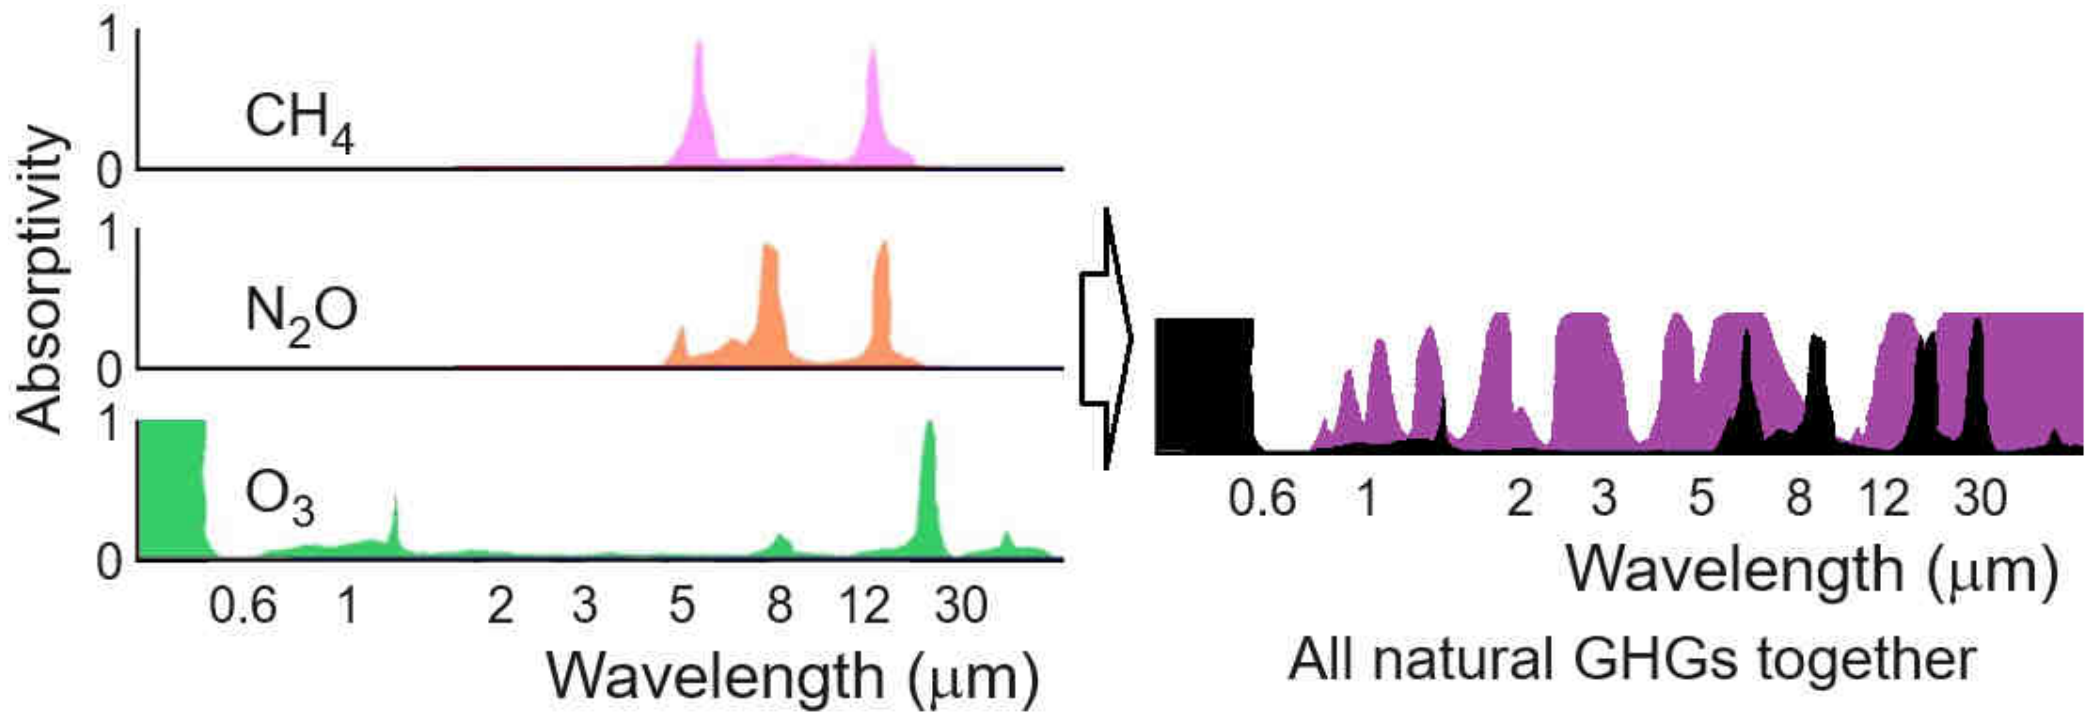 Absorptivity
1
CH₄
0
1
N₂O
0
1
O₃
0
0.6 1 2 3 5 8 12 30
Wavelength (μm)
0.6 1 2 3 5 8 12 30
Wavelength (μm)
All natural GHGs together